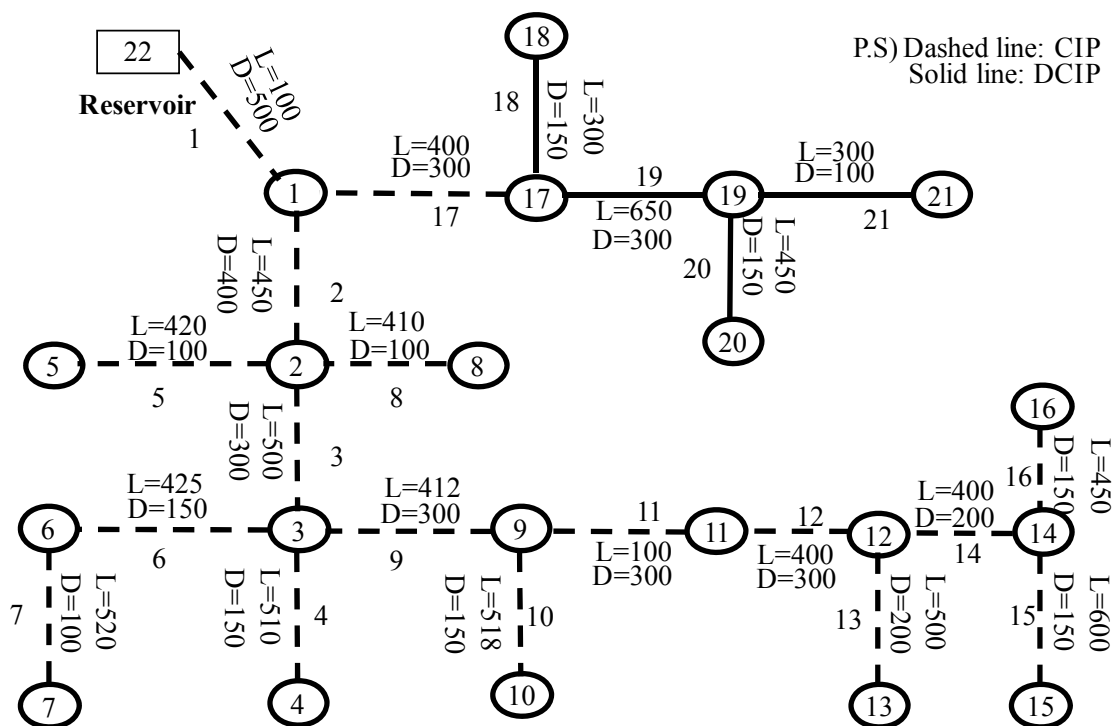 22
Reservoir
1
L=100
D=500
18
18
D=150
L=300
P.S) Dashed line: CIP
Solid line: DCIP
1
L=400
D=300
17
17
19
L=650
D=300
19
L=300
D=100
21
21
D=400
L=450
2
20
D=150
L=450
20
5
L=420
D=100
5
2
L=410
D=100
8
8
D=300
L=500
3
16
16
D=150
L=450
6
L=425
D=150
6
3
L=412
D=300
9
9
11
L=100
D=300
11
12
L=400
D=300
12
L=400
D=200
14
14
7
D=100
L=520
7
D=150
L=510
4
4
D=150
L=518
10
10
13
D=200
L=500
13
15
D=150
L=600
15